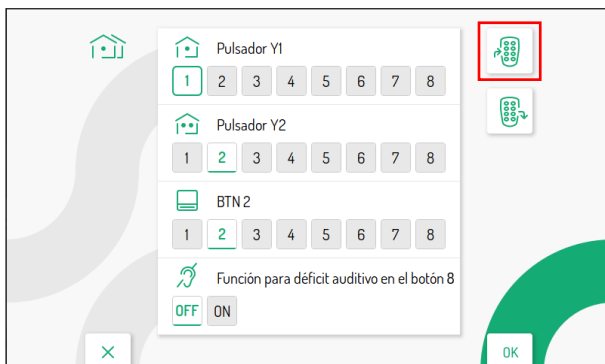 Pulsador Y1
1 2 3 4 5 6 7 8
Pulsador Y2
1 2 3 4 5 6 7 8
BTN 2
1 2 3 4 5 6 7 8
Función para déficit auditivo en el botón 8
OFF ON
OK